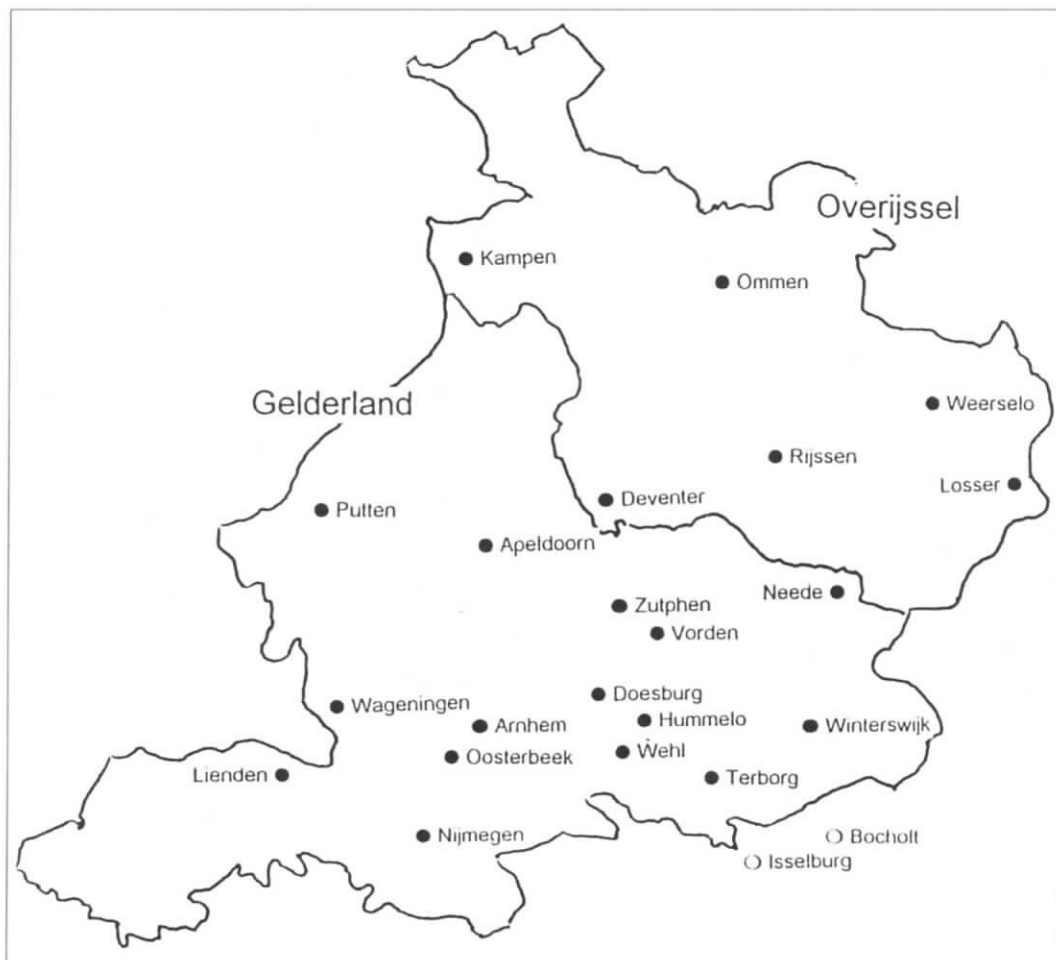 Overijssel
Kampen
Ommen
Gelderland
Weerselo
Rijssen
Losser
Deventer
Putten
Apeldoorn
Neede
Zutphen
Vorden
Doesburg
Wageningen
Hummelo
Arnhem
Winterswijk
Wehl
Oosterbeek
Lienden
Terborg
Nijmegen
Bocholt
Isselburg